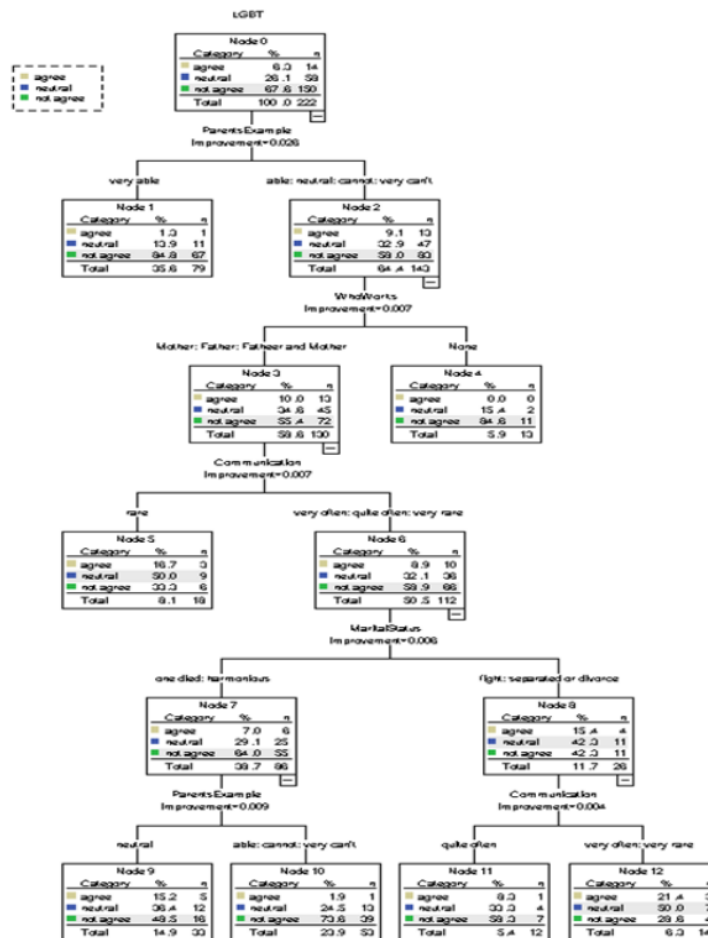 LGBT
agree
neutral
not agree
Node 0
Category % n
agree 6.3 14
neutral 26.1 58
not agree 67.6 150
Total 100.0 222
ParentsExample
Improvement=0.026
very able
able; neutral; cannot; very can't
Node 1
Category % n
agree 1.3 1
neutral 13.9 11
not agree 84.8 67
Total 35.6 79
Node 2
Category % n
agree 9.1 13
neutral 32.9 47
not agree 58.0 83
Total 64.4 143
WhoWorks
Improvement=0.007
Mother; Father; Fatheer and Mother
None
Node 3
Category % n
agree 10.0 13
neutral 34.6 45
not agree 55.4 72
Total 58.6 130
Node 4
Category % n
agree 0.0 0
neutral 15.4 2
not agree 84.6 11
Total 5.9 13
Communication
Improvement=0.007
rare
very often; quite often; very rare
Node 5
Category % n
agree 16.7 3
neutral 50.0 9
not agree 33.3 6
Total 8.1 18
Node 6
Category % n
agree 8.9 10
neutral 32.1 36
not agree 58.9 66
Total 50.5 112
MaritalStatus
Improvement=0.006
one died; harmonious
fight; separated or divorce
Node 7
Category % n
agree 7.0 6
neutral 29.1 25
not agree 64.0 55
Total 38.7 86
Node 8
Category % n
agree 15.4 4
neutral 42.3 11
not agree 42.3 11
Total 11.7 26
ParentsExample
Improvement=0.009
Communication
Improvement=0.004
neutral
able; cannot; very can't
quite often
very often; very rare
Node 9
Category % n
agree 15.2 5
neutral 36.4 12
not agree 48.5 16
Total 14.9 33
Node 10
Category % n
agree 1.9 1
neutral 24.5 13
not agree 73.6 39
Total 23.9 53
Node 11
Category % n
agree 8.3 1
neutral 33.3 4
not agree 58.3 7
Total 5.4 12
Node 12
Category % n
agree 21.4
neutral 50.0
not agree 28.6
Total 6.3 14